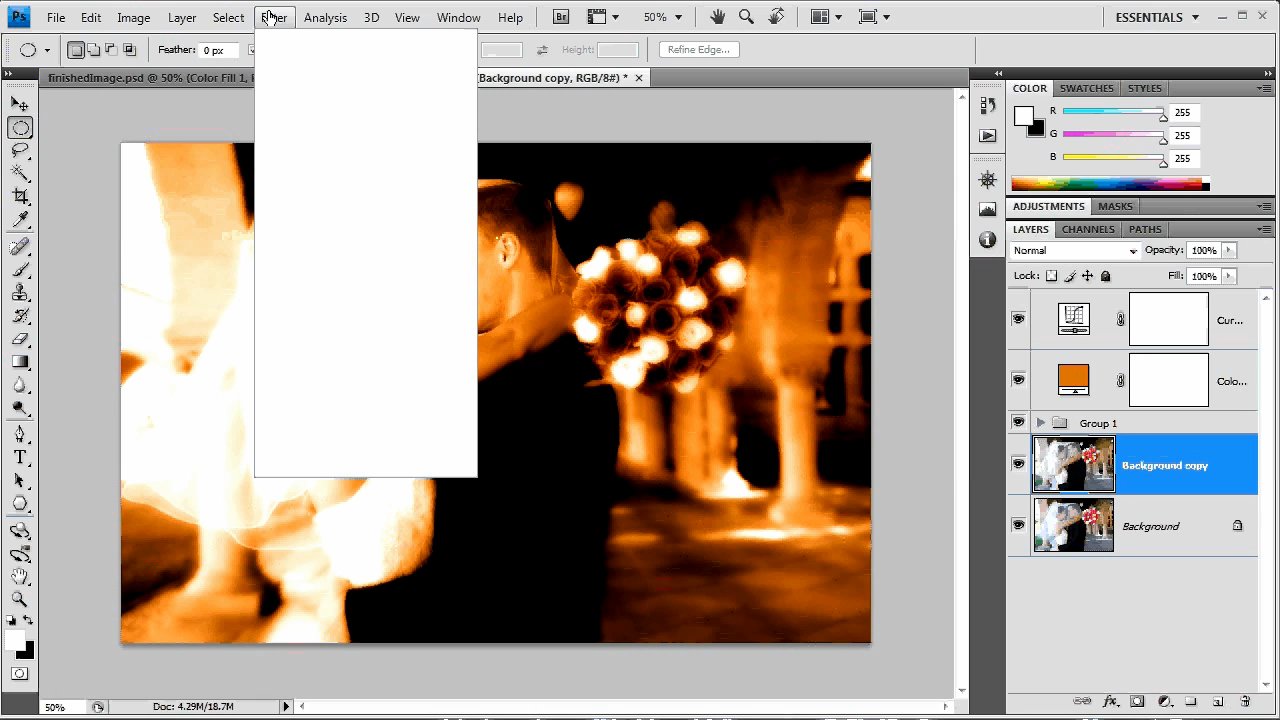 Ps File Edit Image Layer Select Filter Analysis 3D View Window Help Br 50% ESSENTIALS
Feather: 0 px Height: Refine Edge...
finishedImage.psd @ 50% (Color Fill 1, (Background copy, RGB/8#) *
COLOR SWATCHES STYLES
R 255
G 255
B 255
ADJUSTMENTS MASKS
LAYERS CHANNELS PATHS
Normal Opacity: 100%
Lock: Fill: 100%
Cur...
Colo...
Group 1
Background copy
Background
T
50% Doc: 4.29M/18.7M
fx